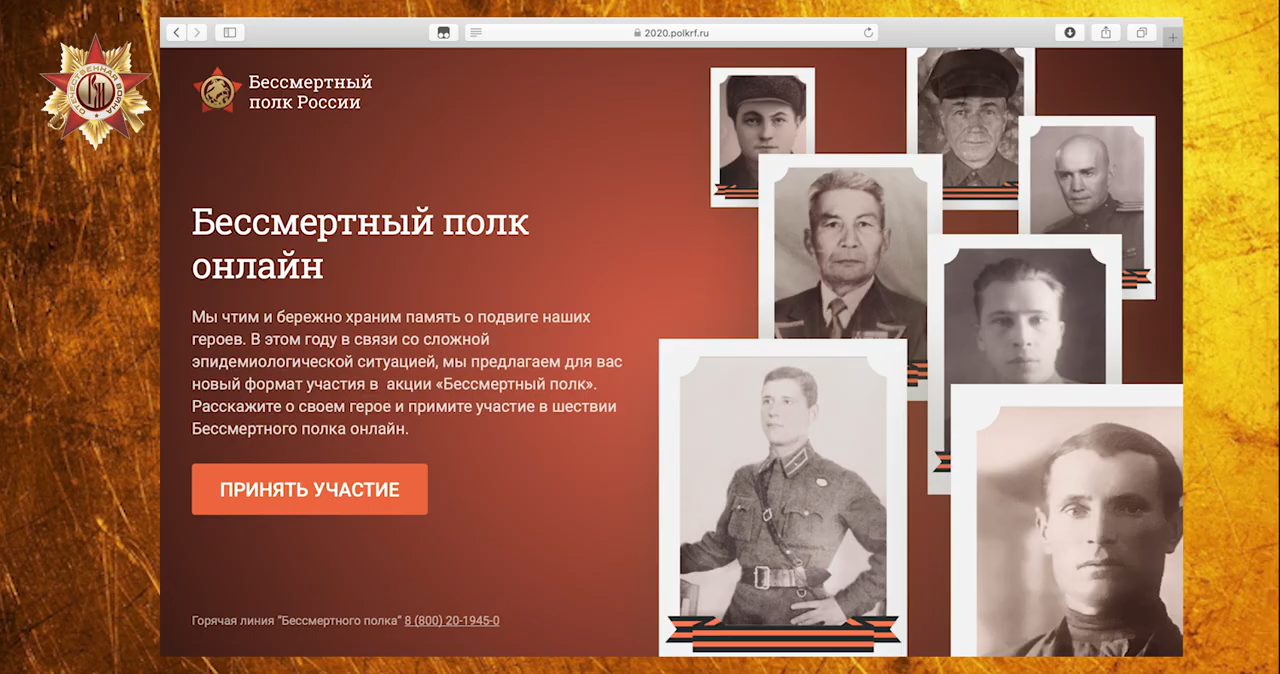 2020.polkrf.ru
ОТЕЧЕСТВЕННАЯ ВОЙНА
Бессмертный
полк России
Бессмертный полк
онлайн
Мы чтим и бережно храним память о подвиге наших
героев. В этом году в связи со сложной
эпидемиологической ситуацией, мы предлагаем для вас
новый формат участия в акции «Бессмертный полк».
Расскажите о своем герое и примите участие в шествии
Бессмертного полка онлайн.
ПРИНЯТЬ УЧАСТИЕ
Горячая линия "Бессмертного полка" 8 (800) 20-1945-0